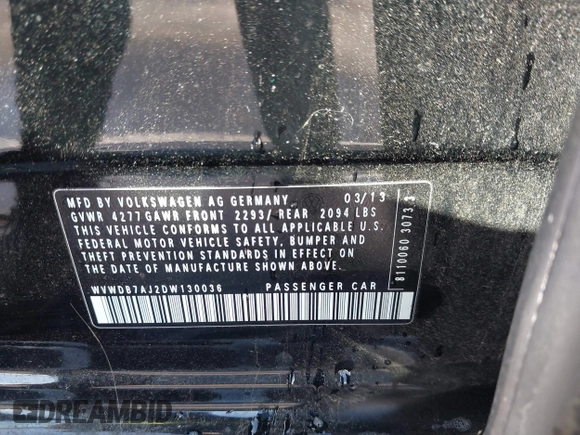 MFD BY VOLKSWAGEN AG GERMANY. 03/13
GVWR 4277 GAWR FRONT 2293/ REAR 2094 LBS
THIS VEHICLE CONFORMS TO ALL APPLICABLE U.S.
FEDERAL MOTOR VEHICLE SAFETY, BUMPER AND
THEFT PREVENTION STANDARDS IN EFFECT ON THE
DATE OF MANUFACTURE SHOWN ABOVE.
WVWDB7AJ2DW130036 PASSENGER CAR
8110060 3073
DREAMBID